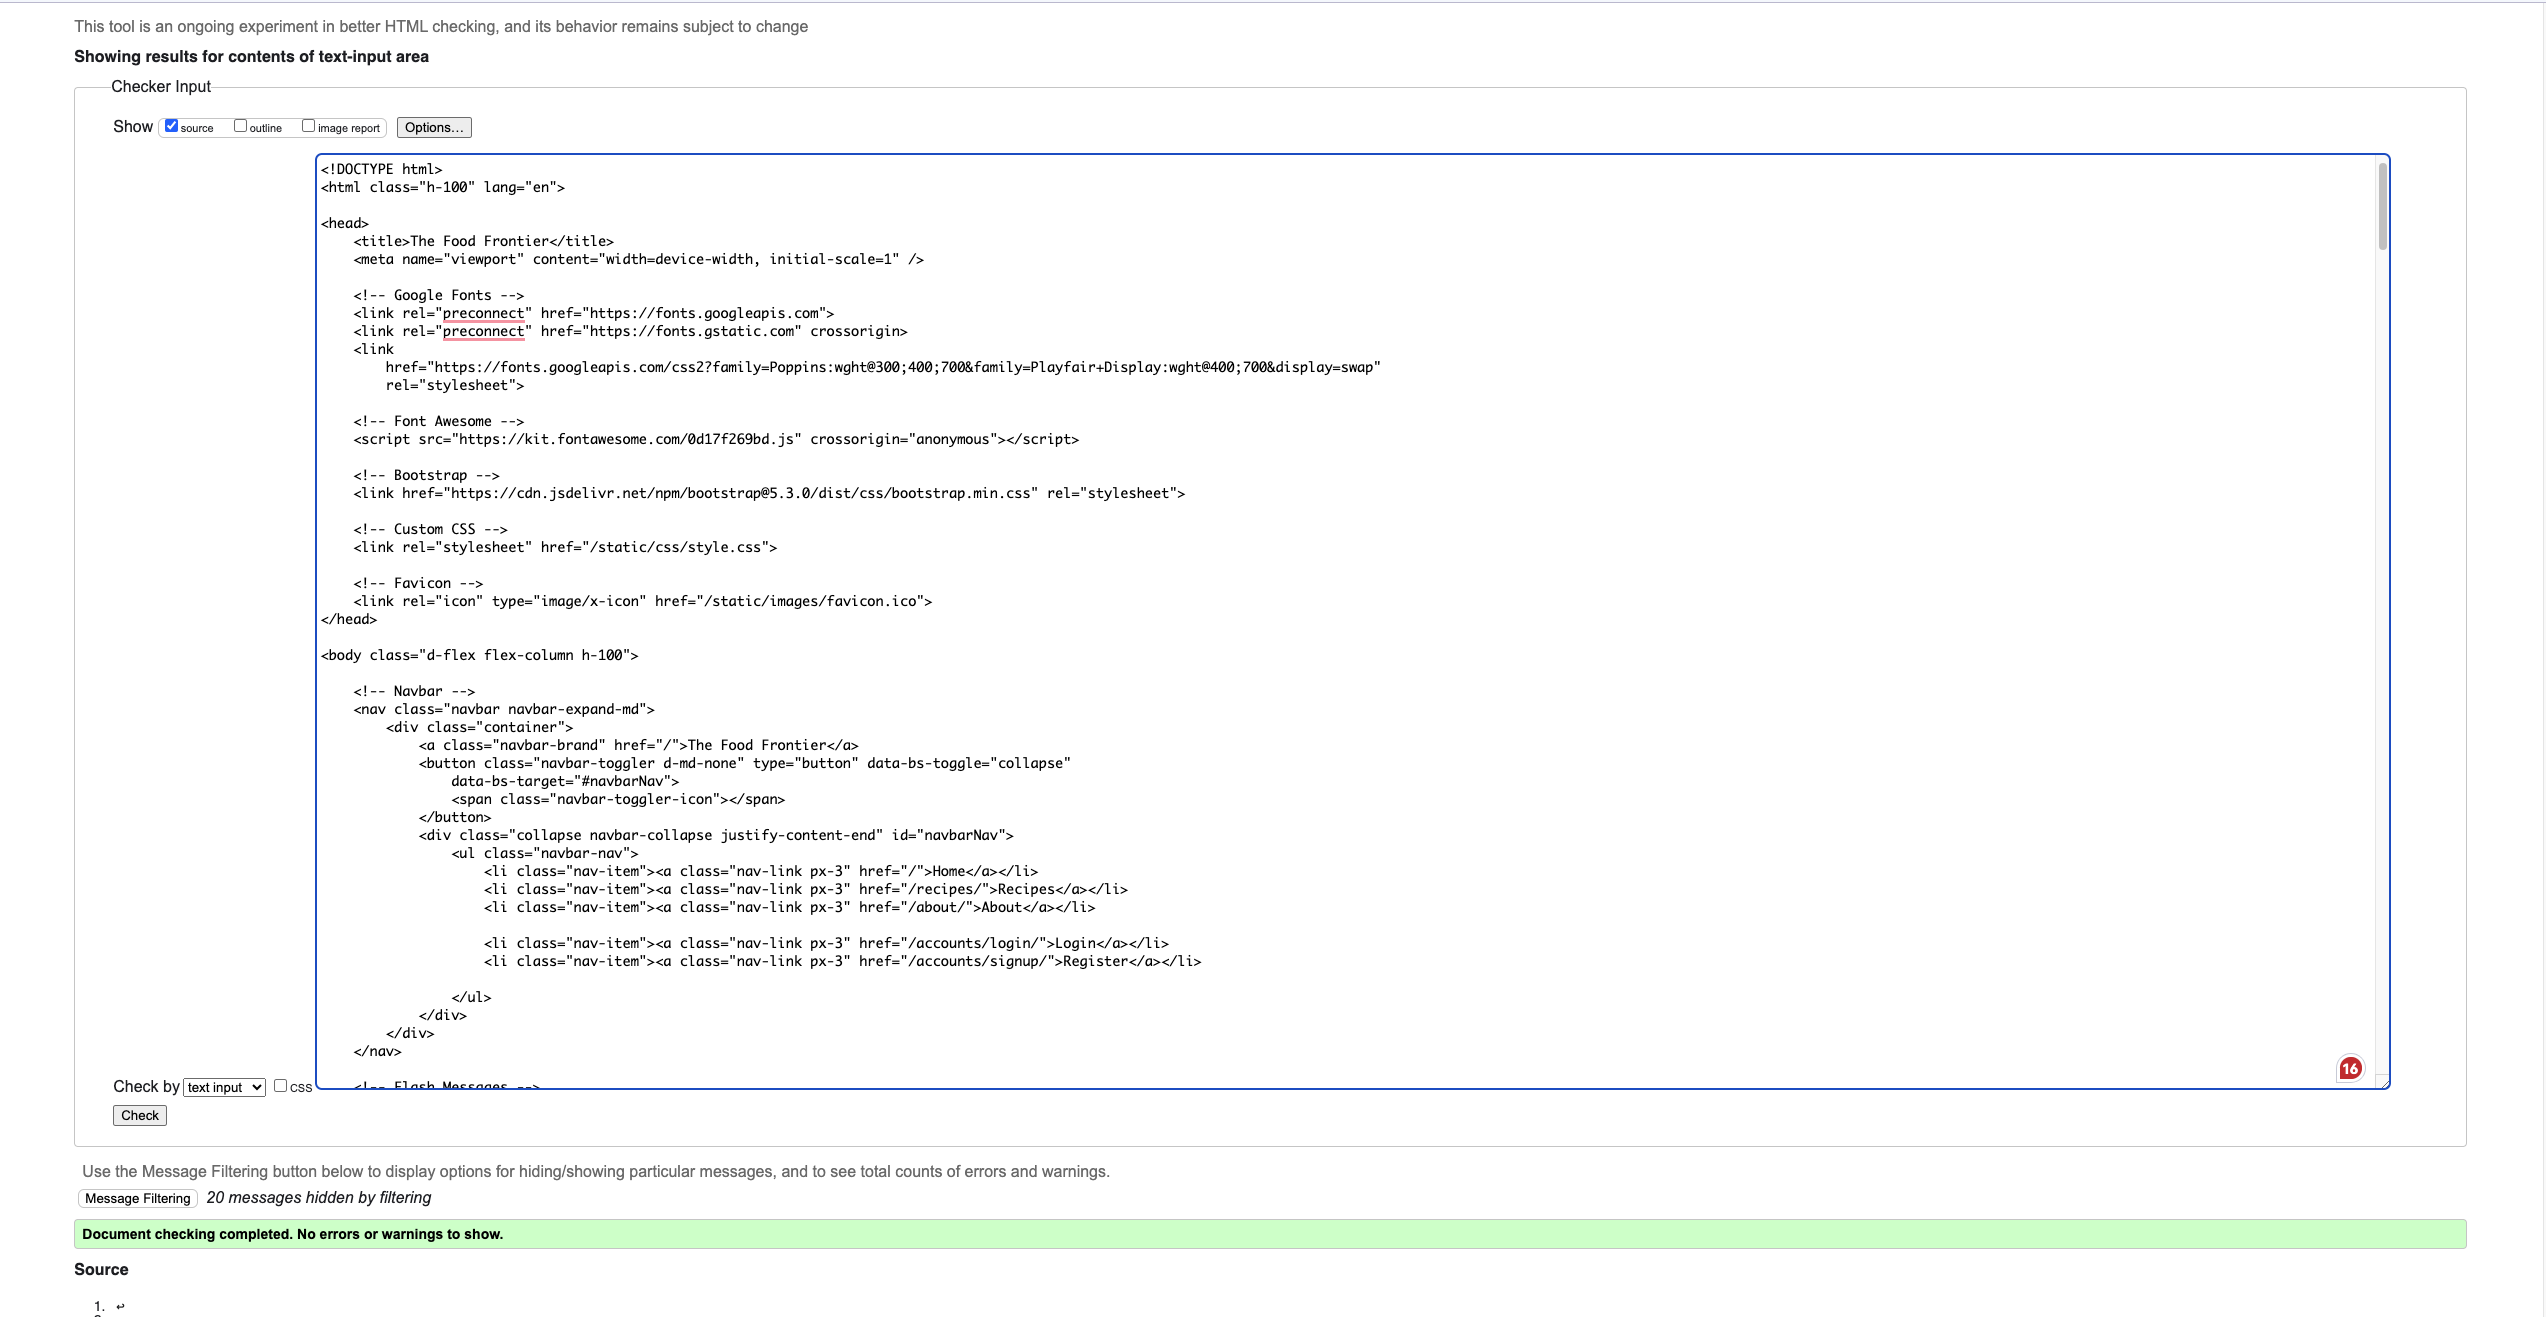 This tool is an ongoing experiment in better HTML checking, and its behavior remains subject to change
Showing results for contents of text-input area
Checker Input
Show source outline image report Options...
<!DOCTYPE html>
<html class="h-100" lang="en">
<head>
<title>The Food Frontier</title>
<meta name="viewport" content="width=device-width, initial-scale=1" />
<!-- Google Fonts -->
<link rel="preconnect" href="https://fonts.googleapis.com">
<link rel="preconnect" href="https://fonts.gstatic.com" crossorigin>
<link
href="https://fonts.googleapis.com/css2?family=Poppins:wght@300;400;700&family=Playfair+Display:wght@400;700&display=swap"
rel="stylesheet">
<!-- Font Awesome -->
<script src="https://kit.fontawesome.com/0d17f269bd.js" crossorigin="anonymous"></script>
<!-- Bootstrap -->
<link href="https://cdn.jsdelivr.net/npm/bootstrap@5.3.0/dist/css/bootstrap.min.css" rel="stylesheet">
<!-- Custom CSS -->
<link rel="stylesheet" href="/static/css/style.css">
<!-- Favicon -->
<link rel="icon" type="image/x-icon" href="/static/images/favicon.ico">
</head>
<body class="d-flex flex-column h-100">
<!-- Navbar -->
<nav class="navbar navbar-expand-md">
<div class="container">
<a class="navbar-brand" href="/">The Food Frontier</a>
<button class="navbar-toggler d-md-none" type="button" data-bs-toggle="collapse"
data-bs-target="#navbarNav">
<span class="navbar-toggler-icon"></span>
</button>
<div class="collapse navbar-collapse justify-content-end" id="navbarNav">
<ul class="navbar-nav">
<li class="nav-item"><a class="nav-link px-3" href="/">Home</a></li>
<li class="nav-item"><a class="nav-link px-3" href="/recipes/">Recipes</a></li>
<li class="nav-item"><a class="nav-link px-3" href="/about/">About</a></li>
<li class="nav-item"><a class="nav-link px-3" href="/accounts/login/">Login</a></li>
<li class="nav-item"><a class="nav-link px-3" href="/accounts/signup/">Register</a></li>
</ul>
</div>
</div>
</nav>
16
<!-- Flash Messages -->
Check by text input css
Check
Use the Message Filtering button below to display options for hiding/showing particular messages, and to see total counts of errors and warnings.
Message Filtering 20 messages hidden by filtering
Document checking completed. No errors or warnings to show.
Source
1. ↩